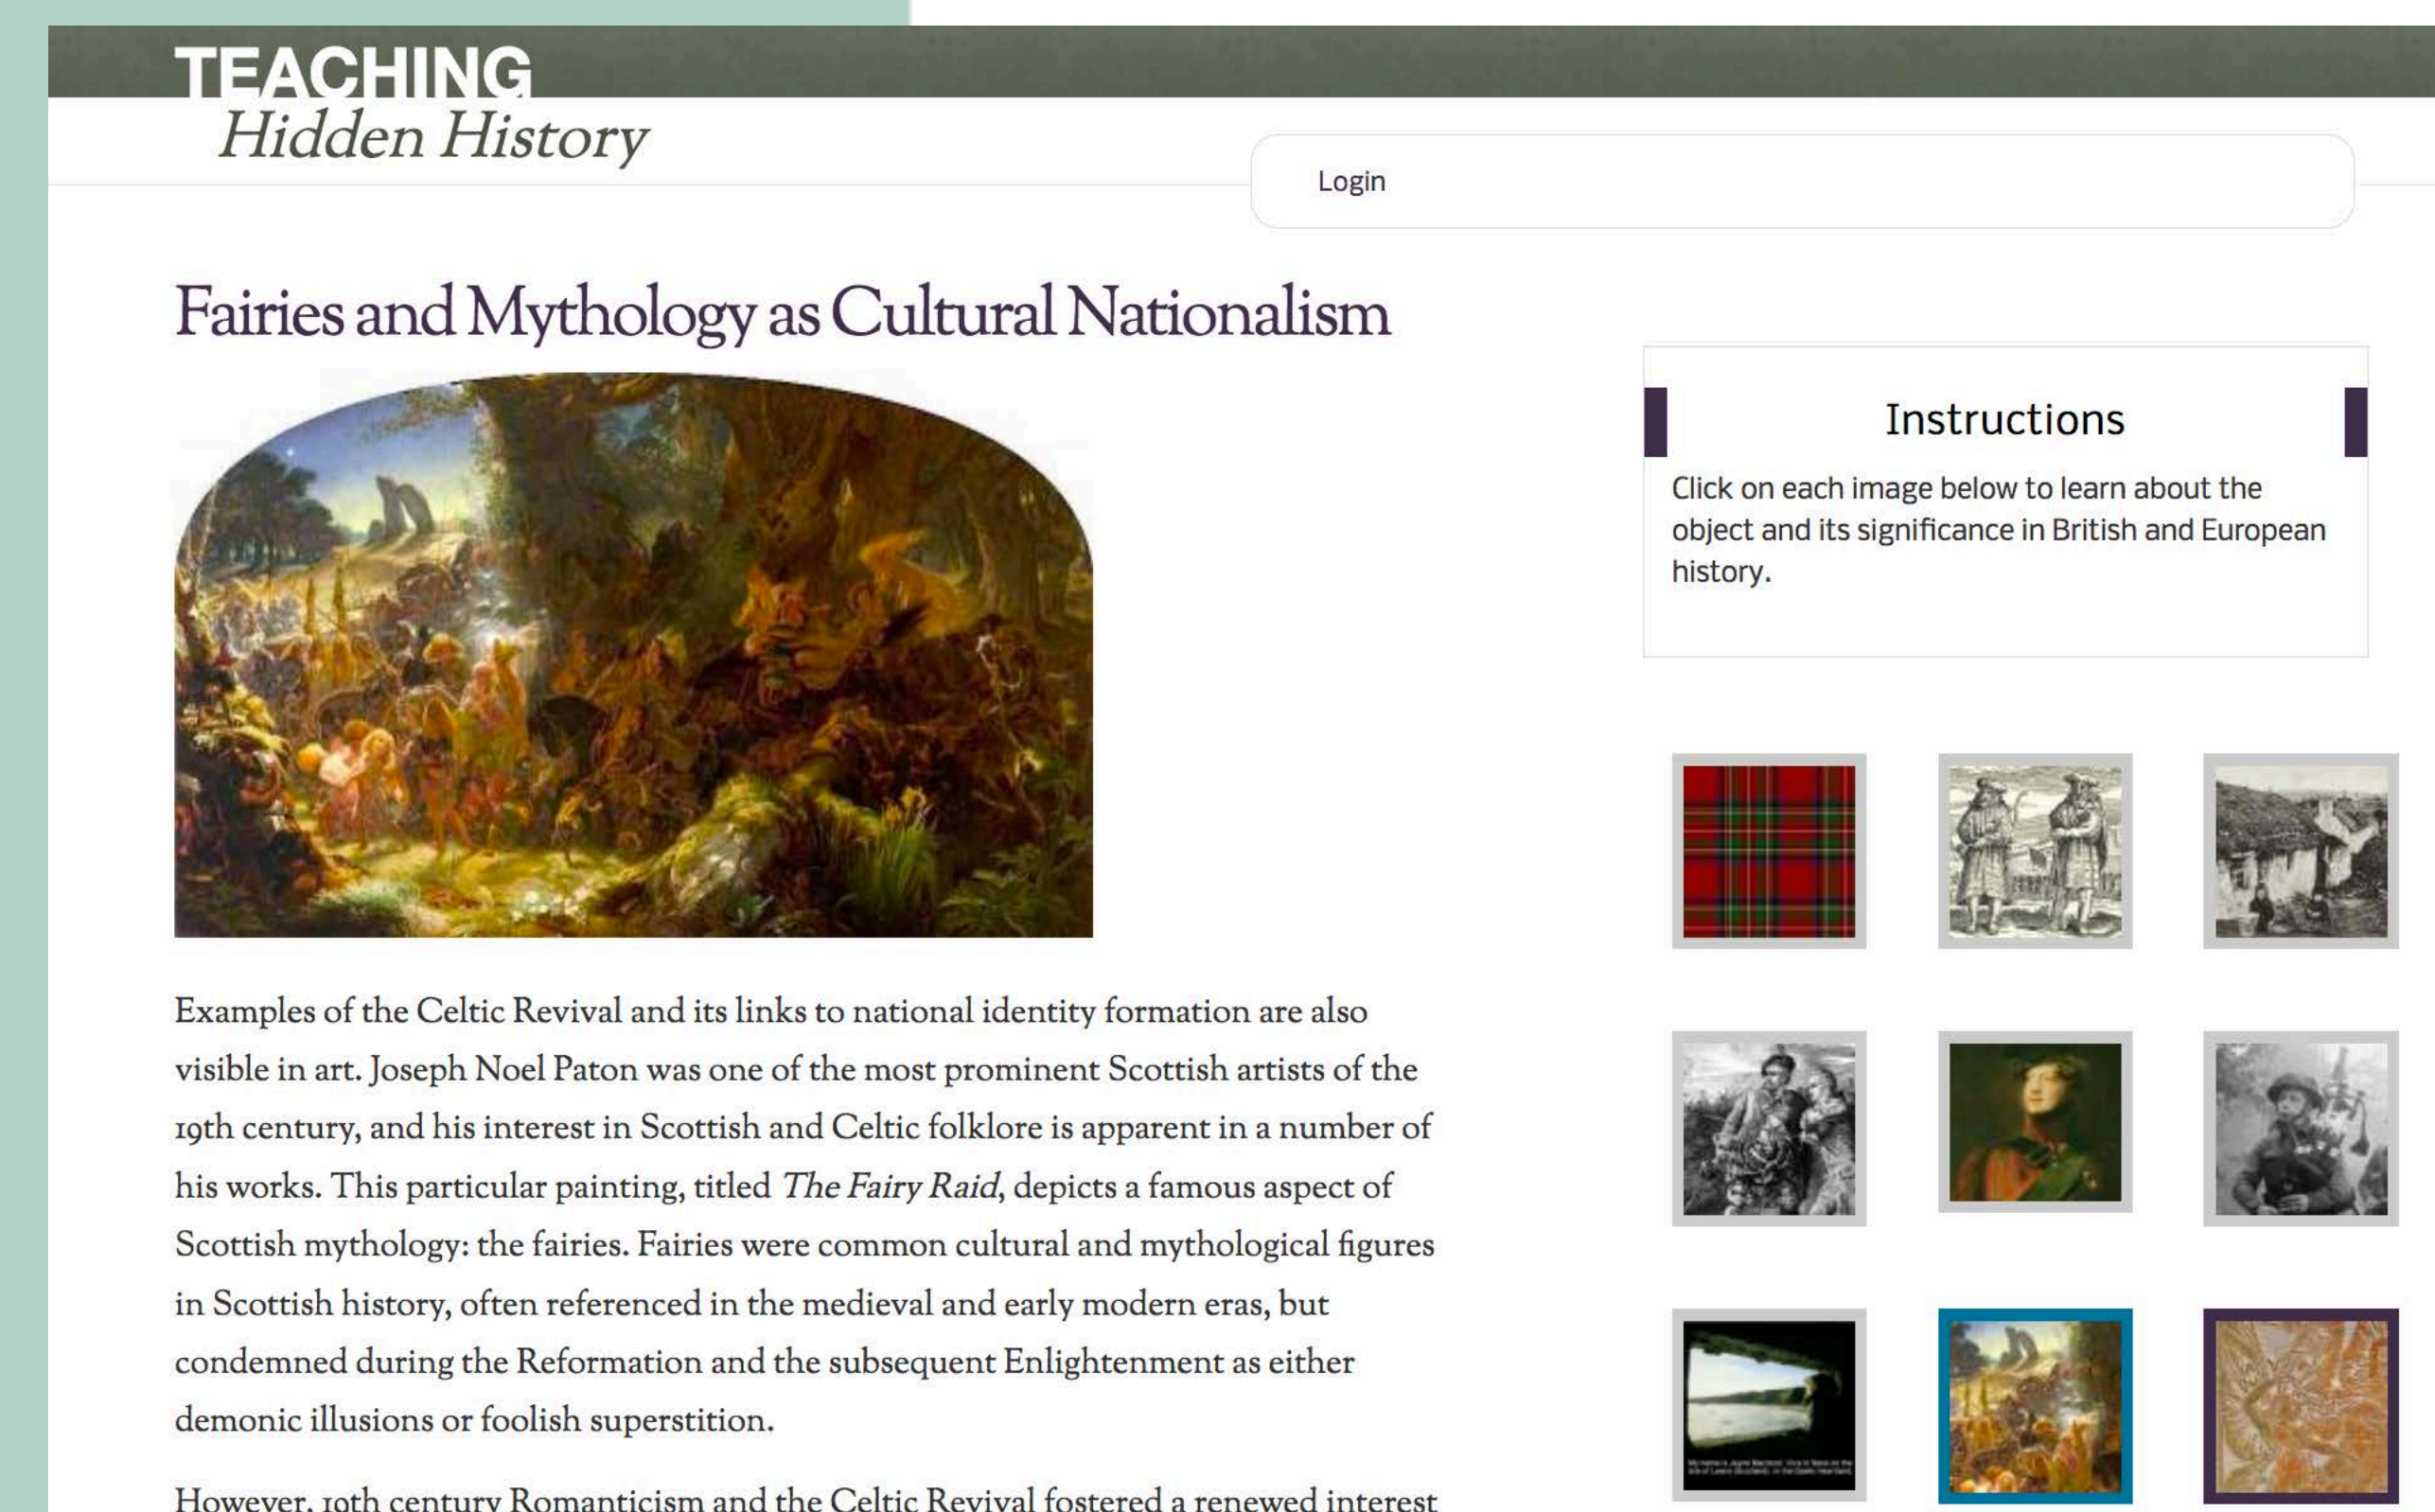 TEACHING
Hidden History
Login
Fairies and Mythology as Cultural Nationalism
Instructions
Click on each image below to learn about the
object and its significance in British and European
history.
Examples of the Celtic Revival and its links to national identity formation are also
visible in art. Joseph Noel Paton was one of the most prominent Scottish artists of the
19th century, and his interest in Scottish and Celtic folklore is apparent in a number of
his works. This particular painting, titled The Fairy Raid, depicts a famous aspect of
Scottish mythology: the fairies. Fairies were common cultural and mythological figures
in Scottish history, often referenced in the medieval and early modern eras, but
condemned during the Reformation and the subsequent Enlightenment as either
demonic illusions or foolish superstition.
However, 19th century Romanticism and the Celtic Revival fostered a renewed interest